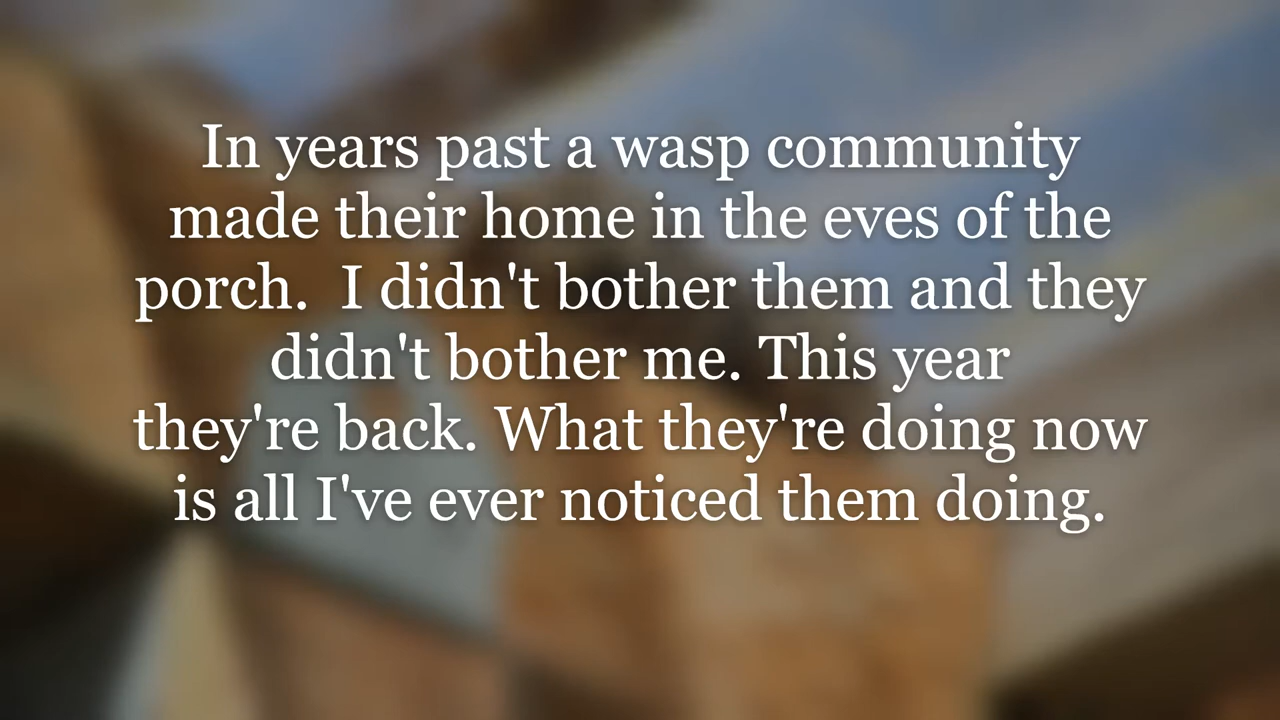 In years past a wasp community
made their home in the eves of the
porch.  I didn't bother them and they
didn't bother me. This year
they're back. What they're doing now
is all I've ever noticed them doing.